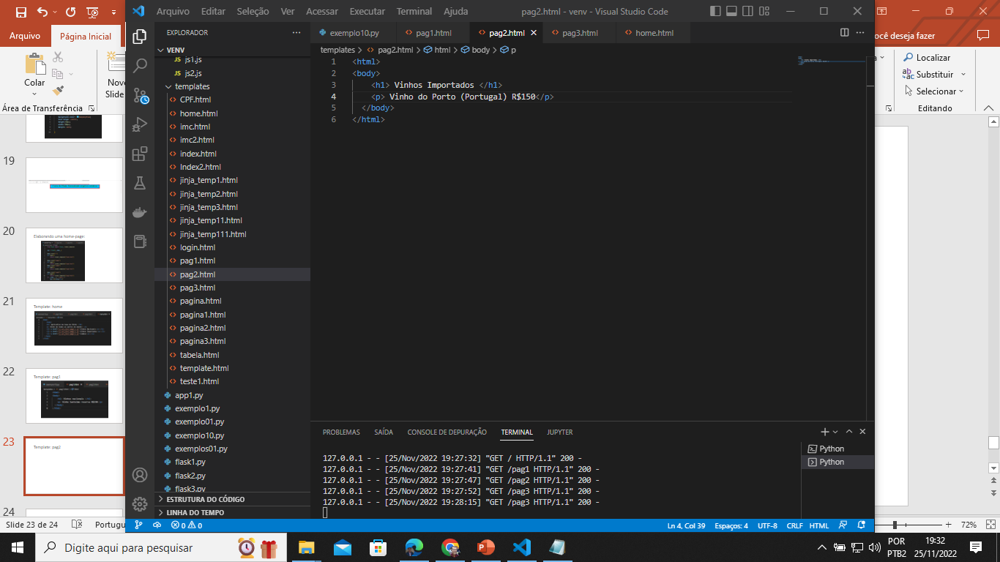 Arquivo Editar Seleção Ver Acessar Executar Terminal Ajuda
pag2.html - venv - Visual Studio Code
Arquivo Página Inicial
ocê deseja fazer
Colar
Novo
Slide
Área de Transferência
Localizar
Substituir
Selecionar
Editando
19
20
Elaborando uma home-page:
21
Template: home
22
Template: pag1
23
Template: pag2
24
EXPLORADOR
VENV
js1.js
js2.js
templates
CPF.html
home.html
imc.html
imc2.html
index.html
Index2.html
jinja_temp1.html
jinja_temp2.html
jinja_temp3.html
jinja_temp11.html
jinja_temp111.html
login.html
pag1.html
pag2.html
pag3.html
pagina.html
pagina1.html
pagina2.html
pagina3.html
tabela.html
template.html
teste1.html
app1.py
exemplo1.py
exemplo01.py
exemplo10.py
exemplos01.py
flask1.py
flask2.py
flask3.py
ESTRUTURA DO CÓDIGO
LINHA DO TEMPO
exemplo10.py pag1.html pag2.html pag3.html home.html
templates > pag2.html > html > body > p
1 <html>
2 <body>
3 <h1> Vinhos Importados </h1>
4 <p> Vinho do Porto (Portugal) R$150</p>
5 </body>
6 </html>
PROBLEMAS SAÍDA CONSOLE DE DEPURAÇÃO TERMINAL JUPYTER
127.0.0.1 - - [25/Nov/2022 19:27:32] "GET / HTTP/1.1" 200 -
127.0.0.1 - - [25/Nov/2022 19:27:41] "GET /pag1 HTTP/1.1" 200 -
127.0.0.1 - - [25/Nov/2022 19:27:47] "GET /pag2 HTTP/1.1" 200 -
127.0.0.1 - - [25/Nov/2022 19:27:52] "GET /pag3 HTTP/1.1" 200 -
127.0.0.1 - - [25/Nov/2022 19:28:15] "GET /pag3 HTTP/1.1" 200 -
Python
Python
0 0
Ln 4, Col 39 Espaços: 4 UTF-8 CRLF HTML
Slide 23 de 24 Portugu
72%
Digite aqui para pesquisar
POR
PTB2
19:32
25/11/2022